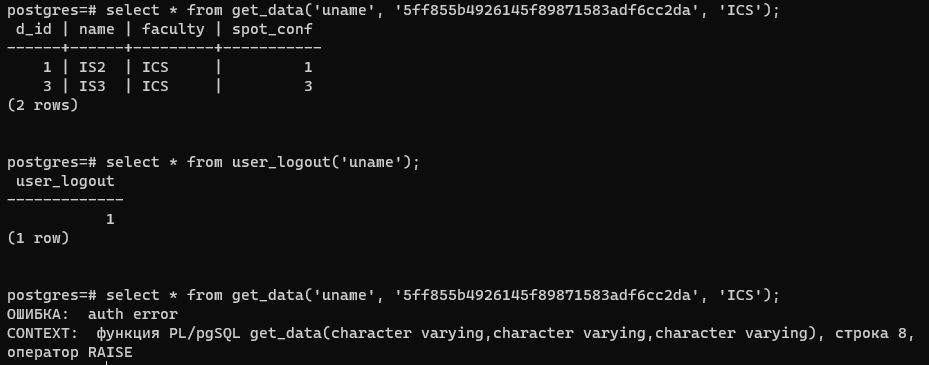 postgres=# select * from get_data('uname', '5ff855b4926145f89871583adf6cc2da', 'ICS');
 d_id | name | faculty | spot_conf
------+------+---------+-----------
    1 | IS2  | ICS     |         1
    3 | IS3  | ICS     |         3
(2 rows)
postgres=# select * from user_logout('uname');
 user_logout
-------------
           1
(1 row)
postgres=# select * from get_data('uname', '5ff855b4926145f89871583adf6cc2da', 'ICS');
ОШИБКА:  auth error
CONTEXT:  функция PL/pgSQL get_data(character varying,character varying,character varying), строка 8,
оператор RAISE